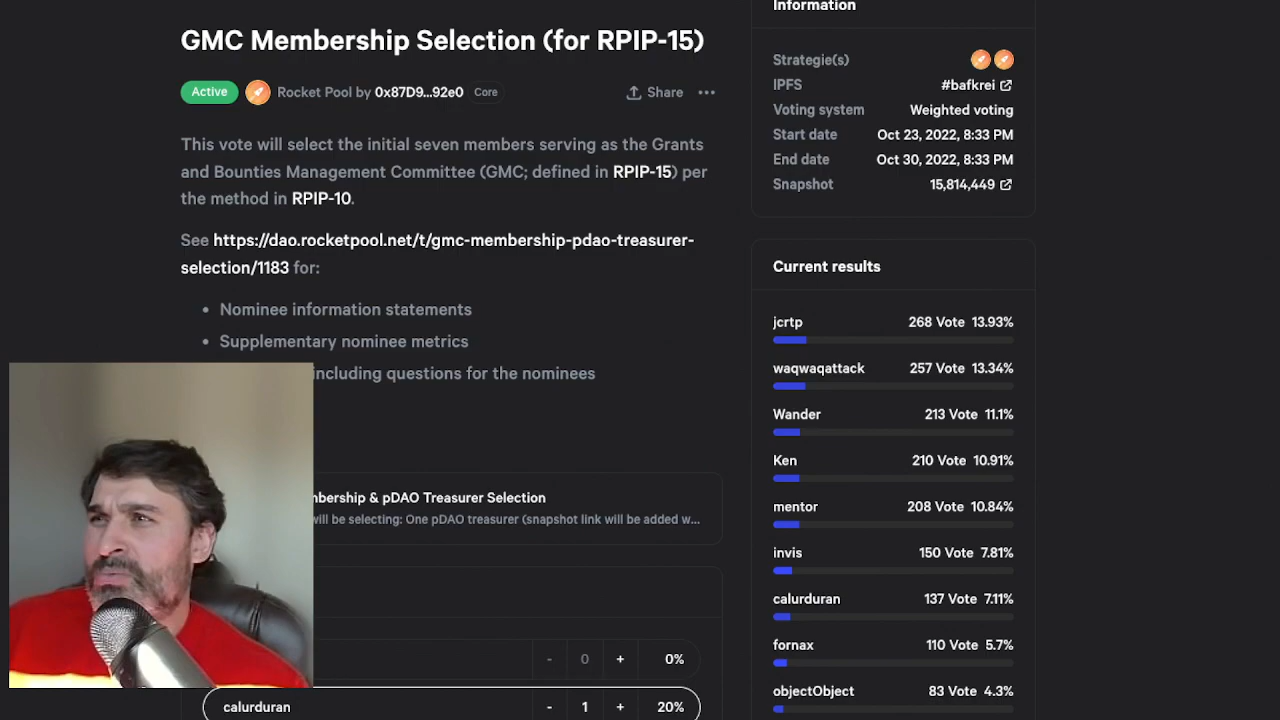 GMC Membership Selection (for RPIP-15)
Active Rocket Pool by 0x87D9...92e0 Core Share
This vote will select the initial seven members serving as the Grants
and Bounties Management Committee (GMC; defined in RPIP-15) per
the method in RPIP-10.
See https://dao.rocketpool.net/t/gmc-membership-pdao-treasurer-
selection/1183 for:
• Nominee information statements
• Supplementary nominee metrics
including questions for the nominees
mbership & pDAO Treasurer Selection
will be selecting: One pDAO treasurer (snapshot link will be added w...
- 0 + 0%
calurduran - 1 + 20%
Information
Strategie(s)
IPFS #bafkrei
Voting system Weighted voting
Start date Oct 23, 2022, 8:33 PM
End date Oct 30, 2022, 8:33 PM
Snapshot 15,814,449
Current results
jcrtp 268 Vote 13.93%
waqwaqattack 257 Vote 13.34%
Wander 213 Vote 11.1%
Ken 210 Vote 10.91%
mentor 208 Vote 10.84%
invis 150 Vote 7.81%
calurduran 137 Vote 7.11%
fornax 110 Vote 5.7%
objectObject 83 Vote 4.3%